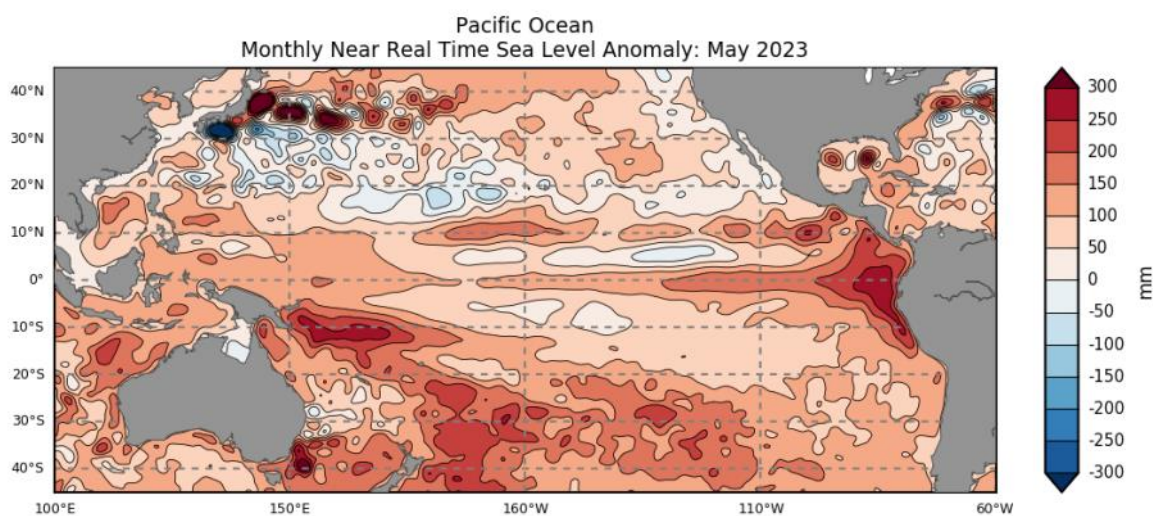 Pacific Ocean
Monthly Near Real Time Sea Level Anomaly: May 2023
40°N
30°N
20°N
10°N
0°
10°S
20°S
30°S
40°S
100°E
150°E
160°W
110°W
60°W
300
250
200
150
100
50
0
-50
-100
-150
-200
-250
-300
mm